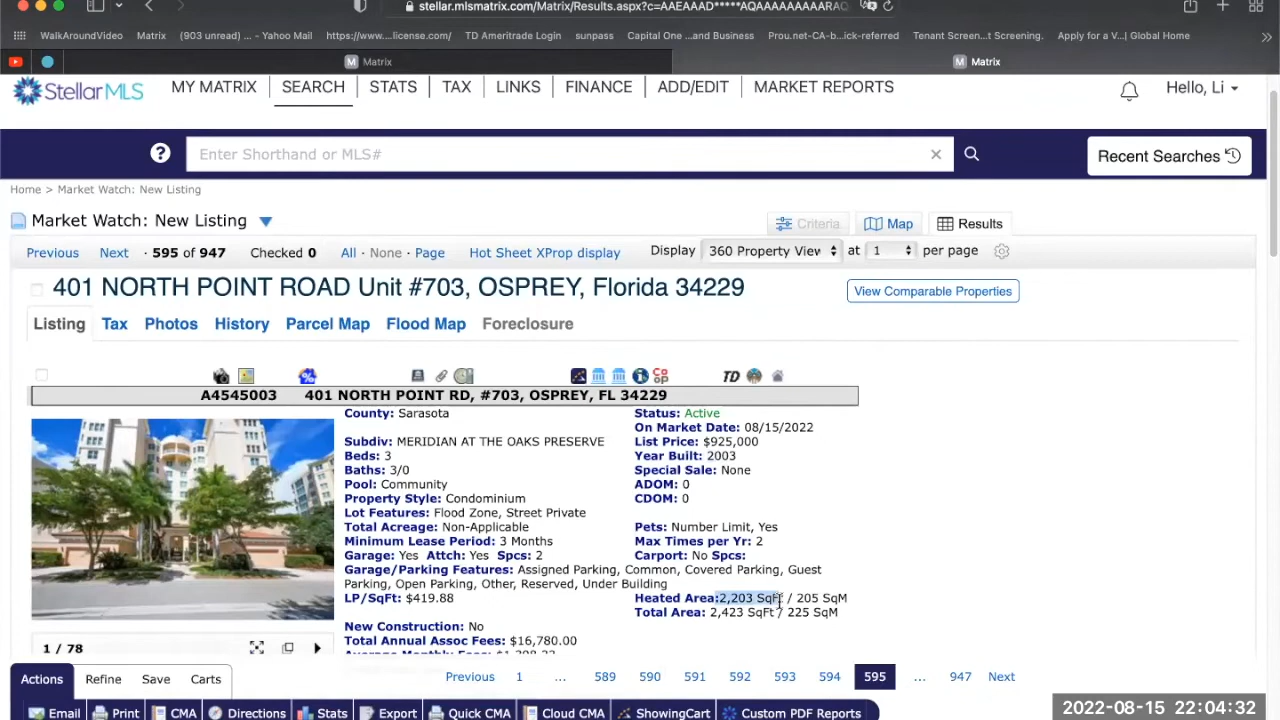 stellar.mlsmatrix.com/Matrix/Results.aspx?c=AAEAAAD*****AQAAAAAAAAARAQ
WalkAroundVideo Matrix (903 unread) ... - Yahoo Mail https://www....license.com/ TD Ameritrade Login sunpass Capital One ...and Business Prou.net-CA-b...ick-referred Tenant Screen...t Screening. Apply for a V...| Global Home
Matrix Matrix
StellarMLS MY MATRIX SEARCH STATS TAX LINKS FINANCE ADD/EDIT MARKET REPORTS Hello, Li
? Enter Shorthand or MLS# Recent Searches
Home > Market Watch: New Listing
Market Watch: New Listing Criteria Map Results
Previous Next · 595 of 947 Checked 0 All · None · Page Hot Sheet XProp display Display 360 Property View at 1 per page
401 NORTH POINT ROAD Unit #703, OSPREY, Florida 34229 View Comparable Properties
Listing Tax Photos History Parcel Map Flood Map Foreclosure
TD
A4545003 401 NORTH POINT RD, #703, OSPREY, FL 34229
County: Sarasota Status: Active
On Market Date: 08/15/2022
Subdiv: MERIDIAN AT THE OAKS PRESERVE List Price: $925,000
Beds: 3 Year Built: 2003
Baths: 3/0 Special Sale: None
Pool: Community ADOM: 0
Property Style: Condominium CDOM: 0
Lot Features: Flood Zone, Street Private
Total Acreage: Non-Applicable Pets: Number Limit, Yes
Minimum Lease Period: 3 Months Max Times per Yr: 2
Garage: Yes Attch: Yes Spcs: 2 Carport: No Spcs:
Garage/Parking Features: Assigned Parking, Common, Covered Parking, Guest
Parking, Open Parking, Other, Reserved, Under Building
LP/SqFt: $419.88 Heated Area:2,203 SqFt / 205 SqM
Total Area: 2,423 SqFt / 225 SqM
New Construction: No
1 / 78 Total Annual Assoc Fees: $16,780.00
Average Monthly Fees: $1,398.33
Previous 1 ... 589 590 591 592 593 594 595 ... 947 Next
Actions Refine Save Carts
Email Print CMA Directions Stats Export Quick CMA Cloud CMA ShowingCart Custom PDF Reports
2022-08-15 22:04:32